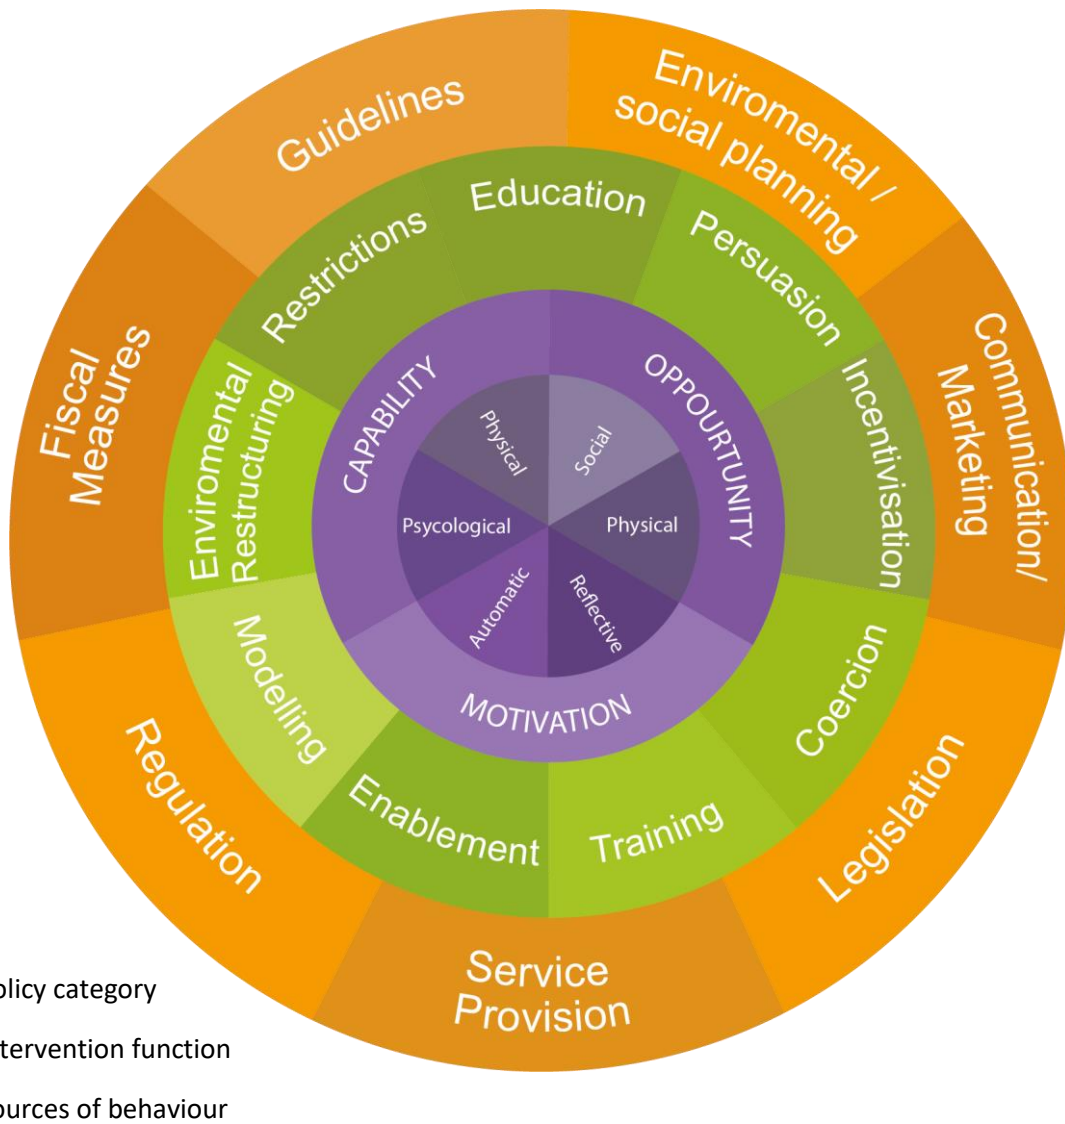 Guidelines
Enviromental /
social planning
Communication/
Marketing
Legislation
Service
Provision
Regulation
Fiscal
Measures
Education
Persuasion
Incentivisation
Coercion
Training
Enablement
Modelling
Enviromental
Restructuring
Restrictions
CAPABILITY
OPPOURTUNITY
MOTIVATION
Physical
Social
Physical
Reflective
Automatic
Psycological
olicy category
tervention function
ources of behaviour